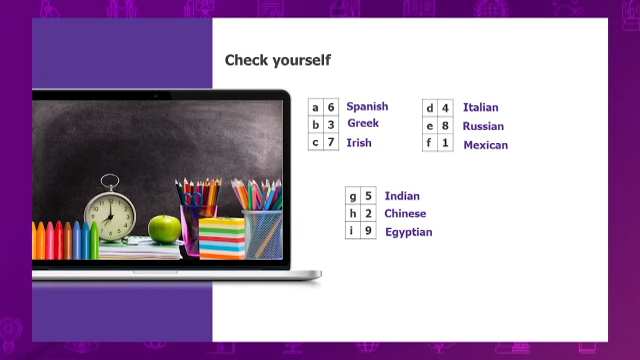 Check yourself
a 6 Spanish
b 3 Greek
c 7 Irish
d 4 Italian
e 8 Russian
f 1 Mexican
g 5 Indian
h 2 Chinese
i 9 Egyptian